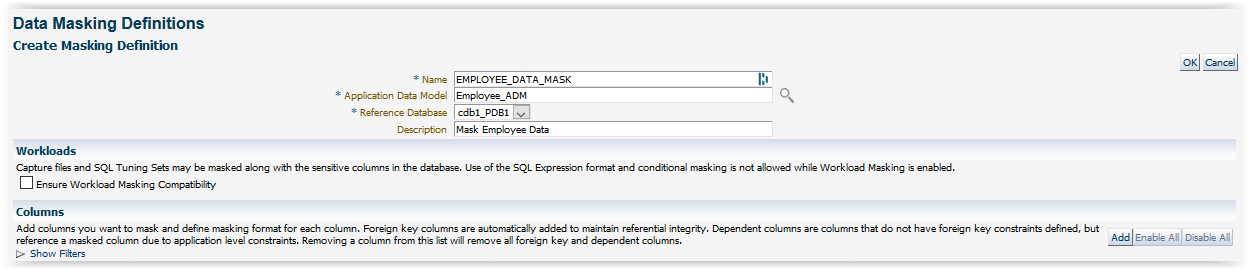 Data Masking Definitions
Create Masking Definition
OK Cancel
* Name EMPLOYEE_DATA_MASK
* Application Data Model Employee_ADM
* Reference Database cdb1_PDB1
Description Mask Employee Data
Workloads
Capture files and SQL Tuning Sets may be masked along with the sensitive columns in the database. Use of the SQL Expression format and conditional masking is not allowed while Workload Masking is enabled.
Ensure Workload Masking Compatibility
Columns
Add columns you want to mask and define masking format for each column. Foreign key columns are automatically added to maintain referential integrity. Dependent columns are columns that do not have foreign key constraints defined, but
reference a masked column due to application level constraints. Removing a column from this list will remove all foreign key and dependent columns.
Add Enable All Disable All
Show Filters